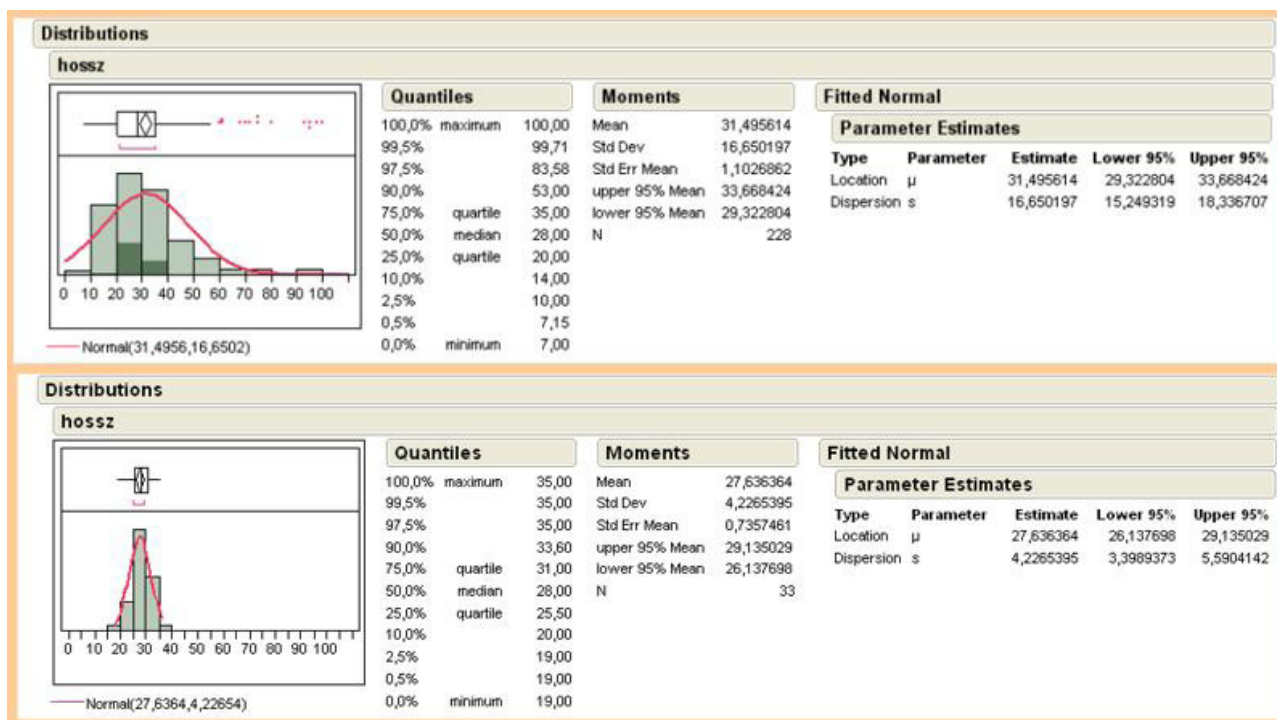 Distributions
hossz
0 10 20 30 40 50 60 70 80 90 100
Normal(31,4956,16,6502)
Quantiles
100,0% maximum 100,00
99,5% 99,71
97,5% 83,58
90,0% 53,00
75,0% quartile 35,00
50,0% median 28,00
25,0% quartile 20,00
10,0% 14,00
2,5% 10,00
0,5% 7,15
0,0% minimum 7,00
Moments
Mean 31,495614
Std Dev 16,650197
Std Err Mean 1,1026862
upper 95% Mean 33,668424
lower 95% Mean 29,322804
N 228
Fitted Normal
Parameter Estimates
Type Parameter Estimate Lower 95% Upper 95%
Location μ 31,495614 29,322804 33,668424
Dispersion s 16,650197 15,249319 18,336707
Distributions
hossz
0 10 20 30 40 50 60 70 80 90 100
Normal(27,6364,4,22654)
Quantiles
100,0% maximum 35,00
99,5% 35,00
97,5% 35,00
90,0% 33,60
75,0% quartile 31,00
50,0% median 28,00
25,0% quartile 25,50
10,0% 20,00
2,5% 19,00
0,5% 19,00
0,0% minimum 19,00
Moments
Mean 27,636364
Std Dev 4,2265395
Std Err Mean 0,7357461
upper 95% Mean 29,135029
lower 95% Mean 26,137698
N 33
Fitted Normal
Parameter Estimates
Type Parameter Estimate Lower 95% Upper 95%
Location μ 27,636364 26,137698 29,135029
Dispersion s 4,2265395 3,3989373 5,5904142